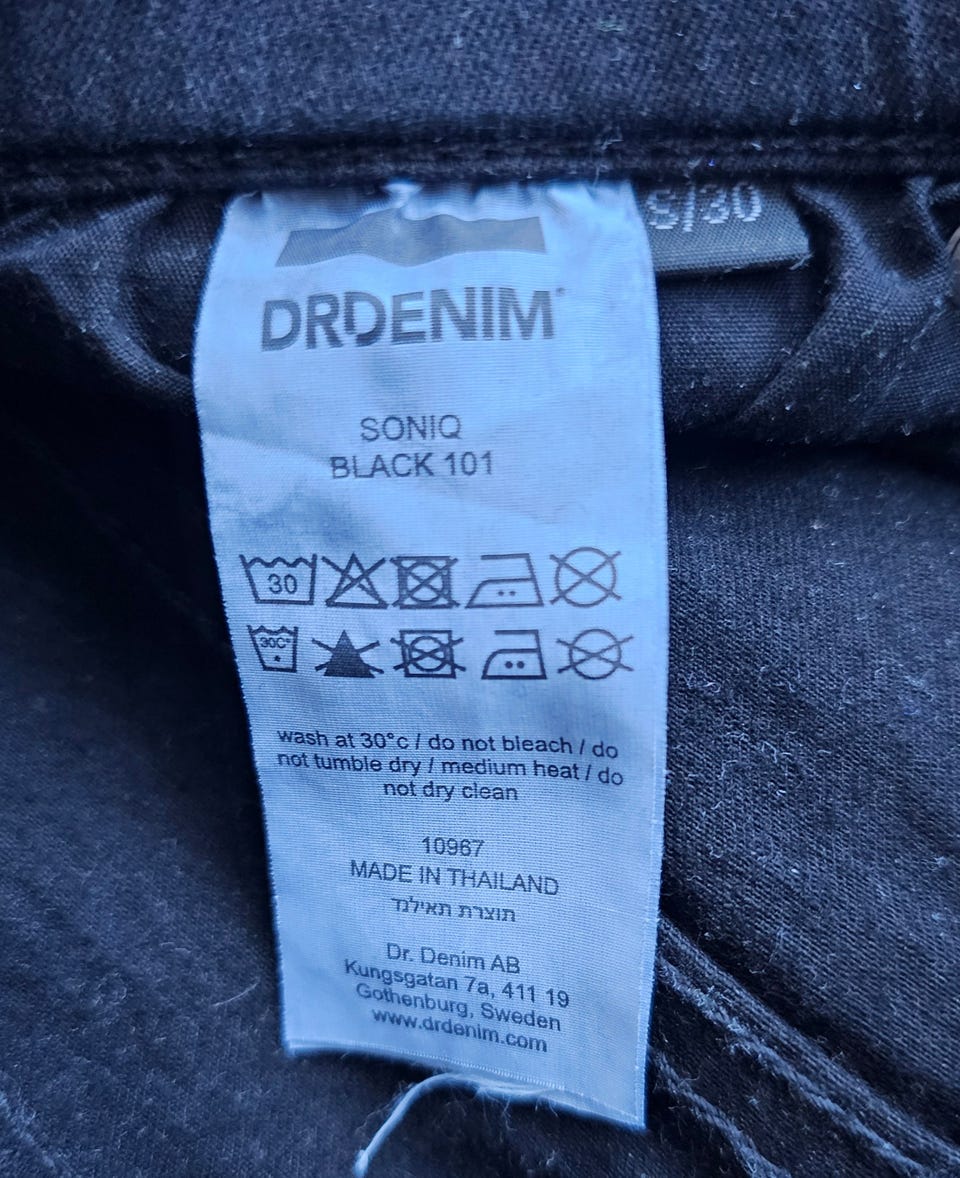 S/30
DRDENIM
SONIQ
BLACK 101
30
30C°
wash at 30°c / do not bleach / do
not tumble dry / medium heat / do
not dry clean
10967
MADE IN THAILAND
תוצרת תאילנד
Dr. Denim AB
Kungsgatan 7a, 411 19
Gothenburg, Sweden
www.drdenim.com